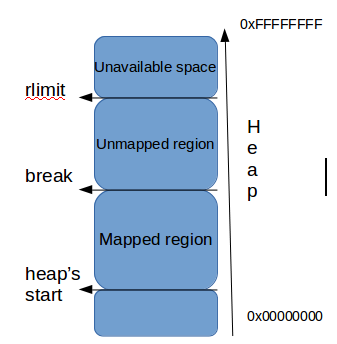 0xFFFFFFFF
Unavailable space
rlimit
Unmapped region
H
e
a
p
break
Mapped region
heap's
start
0x00000000